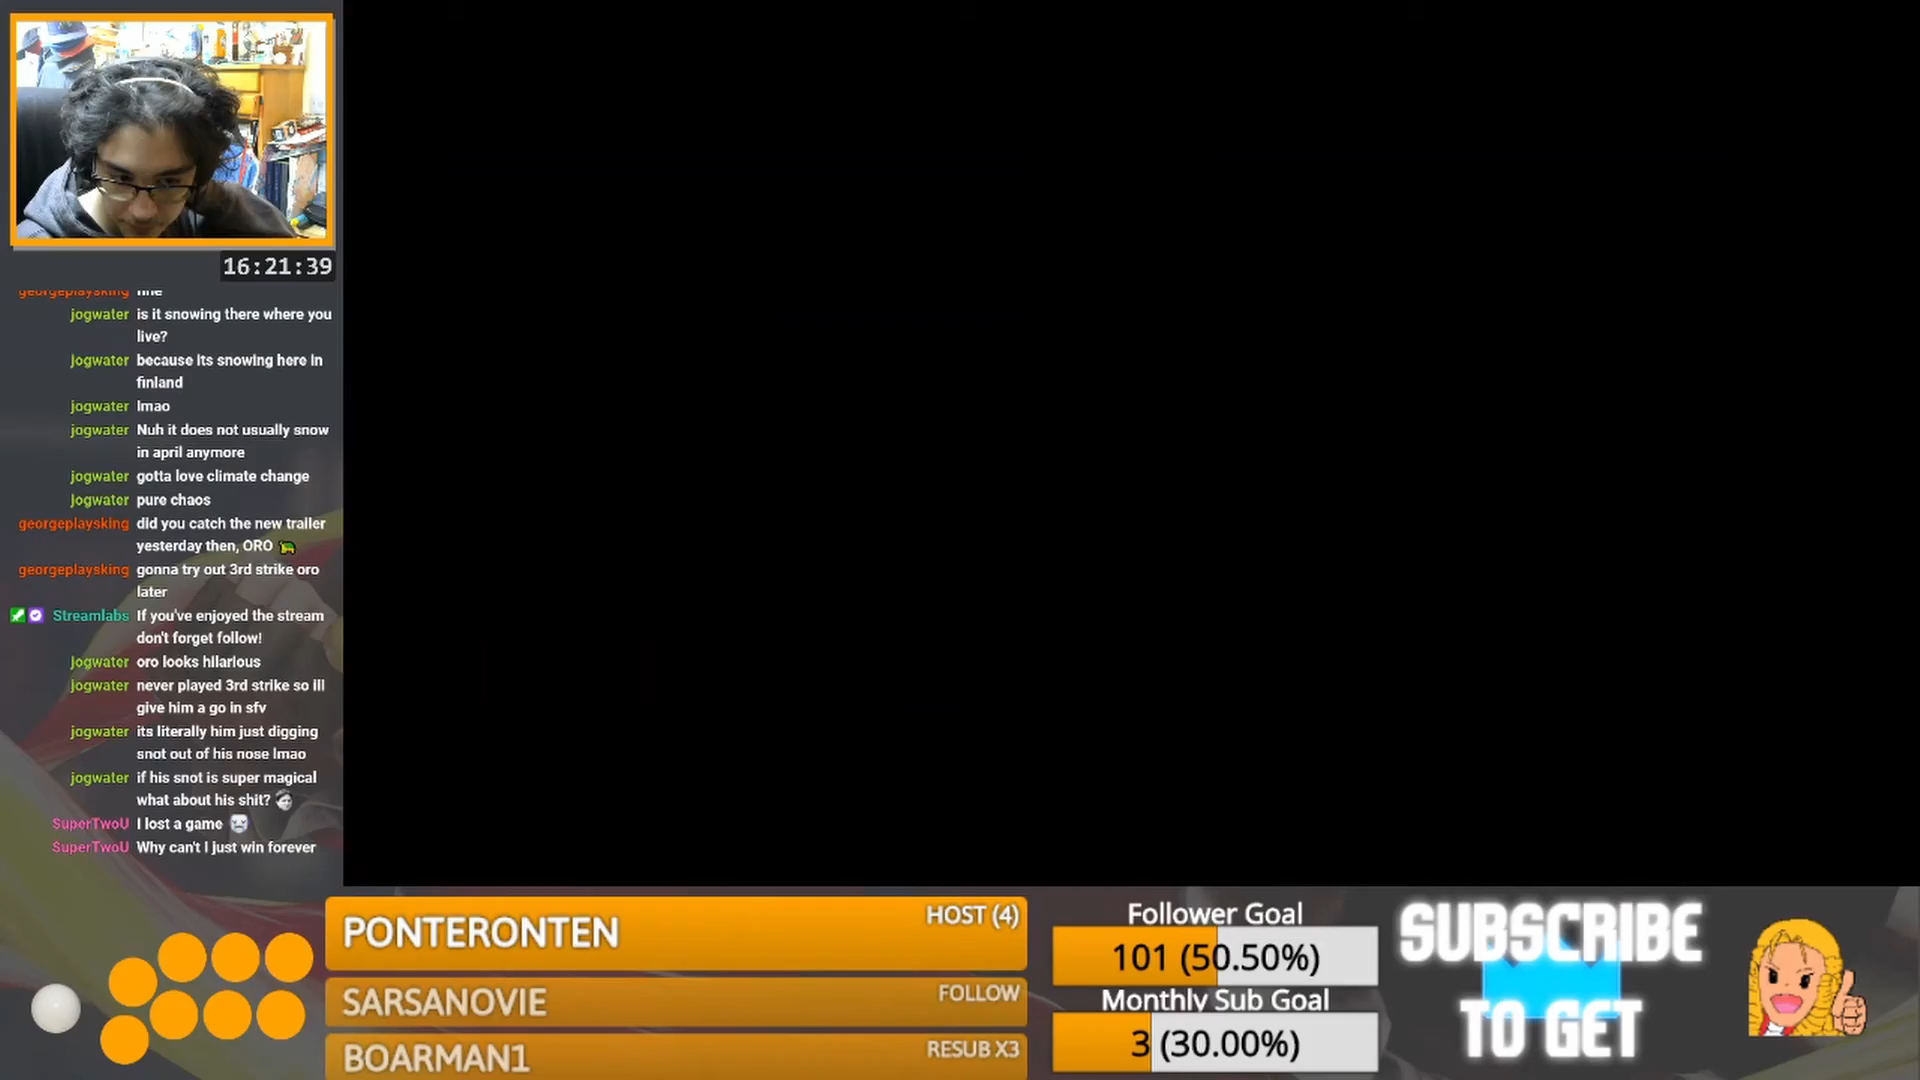 16:21:39
georgeplaysking fine
jogwater is it snowing there where you
live?
jogwater because its snowing here in
finland
jogwater lmao
jogwater Nuh it does not usually snow
in april anymore
jogwater gotta love climate change
jogwater pure chaos
georgeplaysking did you catch the new trailer
yesterday then, ORO
georgeplaysking gonna try out 3rd strike oro
later
Streamlabs If you've enjoyed the stream
don't forget follow!
jogwater oro looks hilarious
jogwater never played 3rd strike so ill
give him a go in sfv
jogwater its literally him just digging
snot out of his nose lmao
jogwater if his snot is super magical
what about his shit?
SuperTwoU I lost a game
SuperTwoU Why can't I just win forever
PONTERONTEN HOST (4)
SARSANOVIE FOLLOW
BOARMAN1 RESUB X3
Follower Goal
101 (50.50%)
Monthly Sub Goal
3 (30.00%)
SUBSCRIBE
TO GET